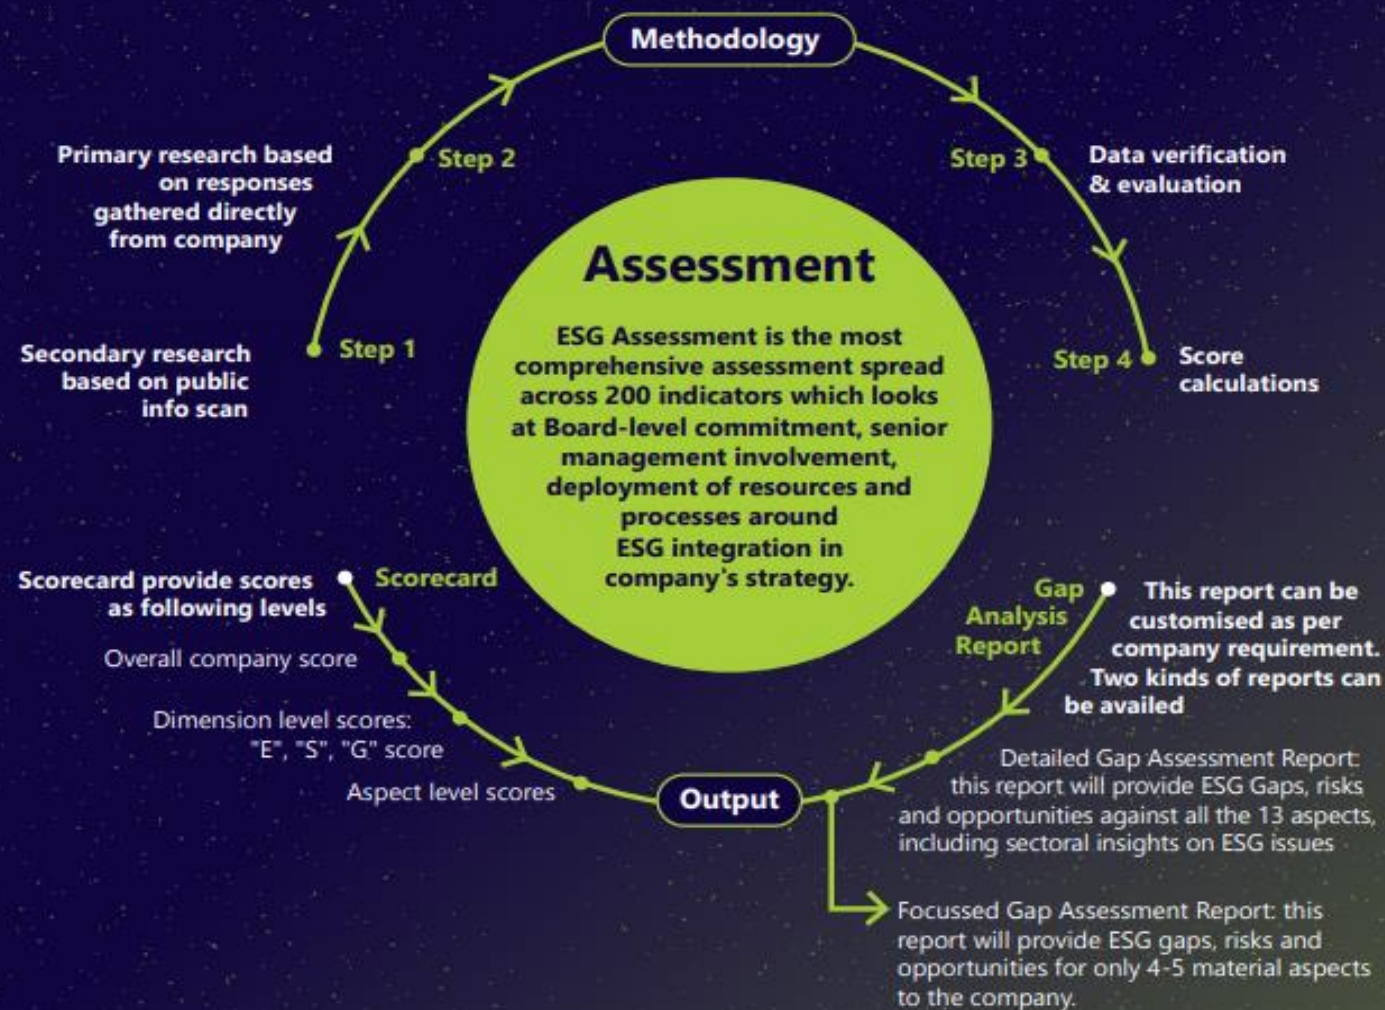 Methodology
Primary research based
on responses
gathered directly
from company
Step 2
Step 3
Data verification
& evaluation
Secondary research
based on public
info scan
Step 1
Step 4
Score
calculations
Assessment
ESG Assessment is the most
comprehensive assessment spread
across 200 indicators which looks
at Board-level commitment, senior
management involvement,
deployment of resources and
processes around
ESG integration in
company's strategy.
Scorecard provide scores
as following levels
Scorecard
Overall company score
Dimension level scores:
"E", "S", "G" score
Aspect level scores
Output
Gap
Analysis
Report
This report can be
customised as per
company requirement.
Two kinds of reports can
be availed
Detailed Gap Assessment Report:
this report will provide ESG Gaps, risks
and opportunities against all the 13 aspects,
including sectoral insights on ESG issues
Focussed Gap Assessment Report: this
report will provide ESG gaps, risks and
opportunities for only 4-5 material aspects
to the company.